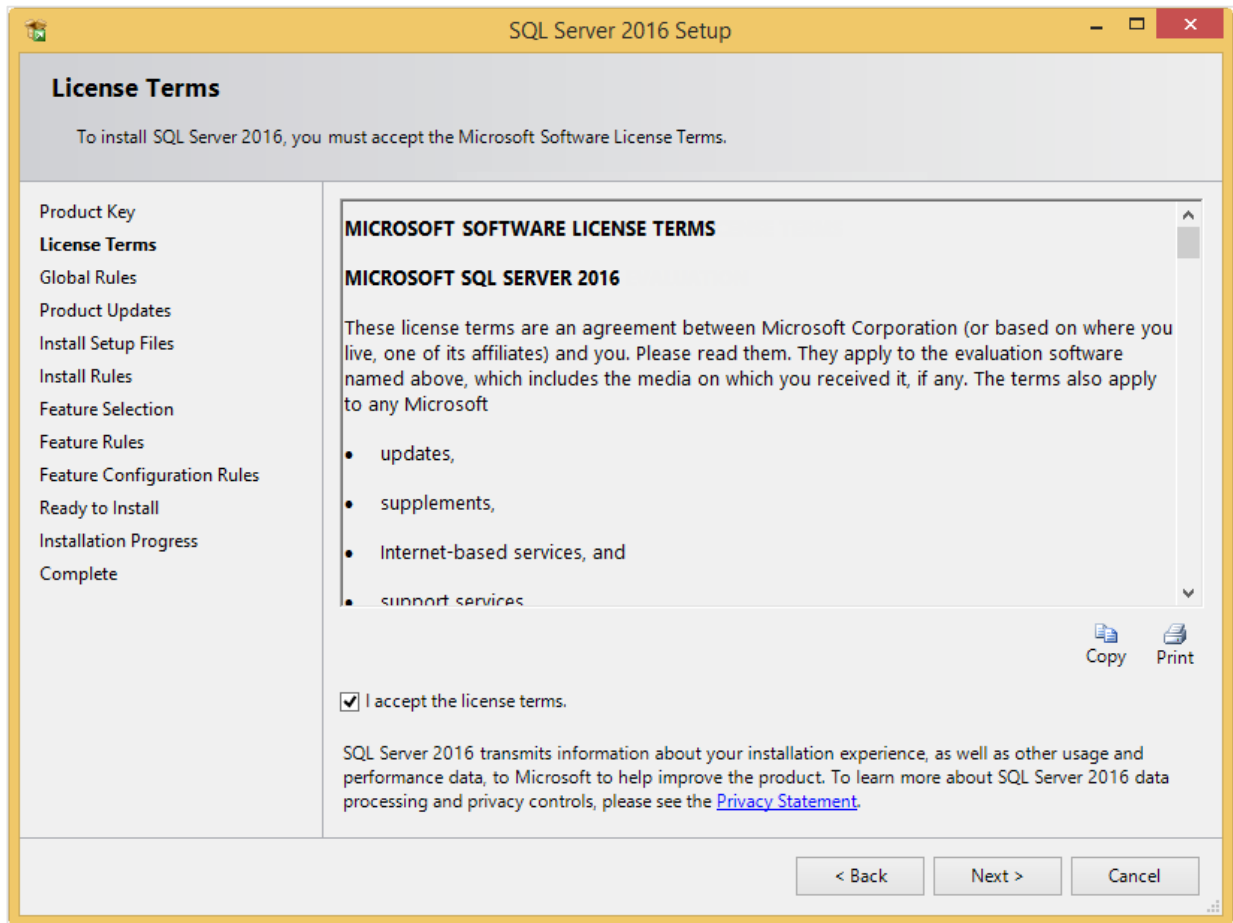 SQL Server 2016 Setup
License Terms
To install SQL Server 2016, you must accept the Microsoft Software License Terms.
Product Key
License Terms
Global Rules
Product Updates
Install Setup Files
Install Rules
Feature Selection
Feature Rules
Feature Configuration Rules
Ready to Install
Installation Progress
Complete
MICROSOFT SOFTWARE LICENSE TERMS
MICROSOFT SQL SERVER 2016
These license terms are an agreement between Microsoft Corporation (or based on where you
live, one of its affiliates) and you. Please read them. They apply to the evaluation software
named above, which includes the media on which you received it, if any. The terms also apply
to any Microsoft
• updates,
• supplements,
• Internet-based services, and
• support services
Copy Print
I accept the license terms.
SQL Server 2016 transmits information about your installation experience, as well as other usage and
performance data, to Microsoft to help improve the product. To learn more about SQL Server 2016 data
processing and privacy controls, please see the Privacy Statement.
< Back Next > Cancel